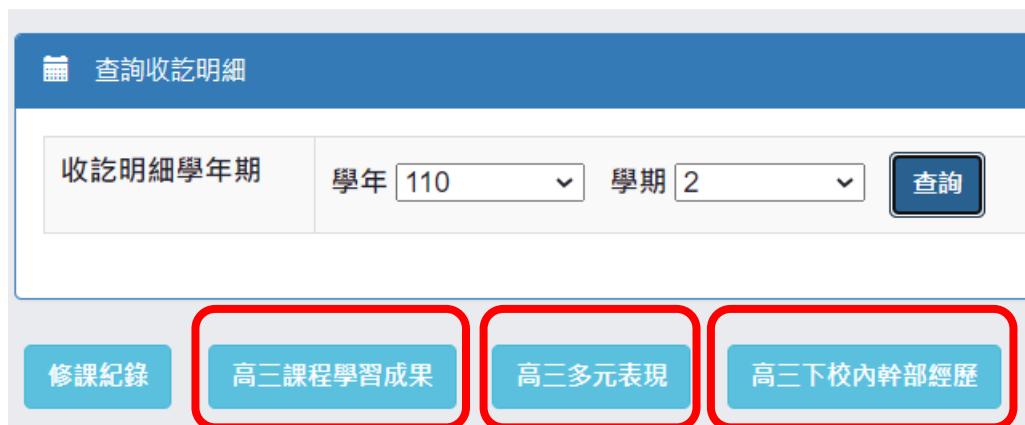 查詢收訖明細
收訖明細學年期 學年 110 學期 2 查詢
修課紀錄 高三課程學習成果 高三多元表現 高三下校內幹部經歷